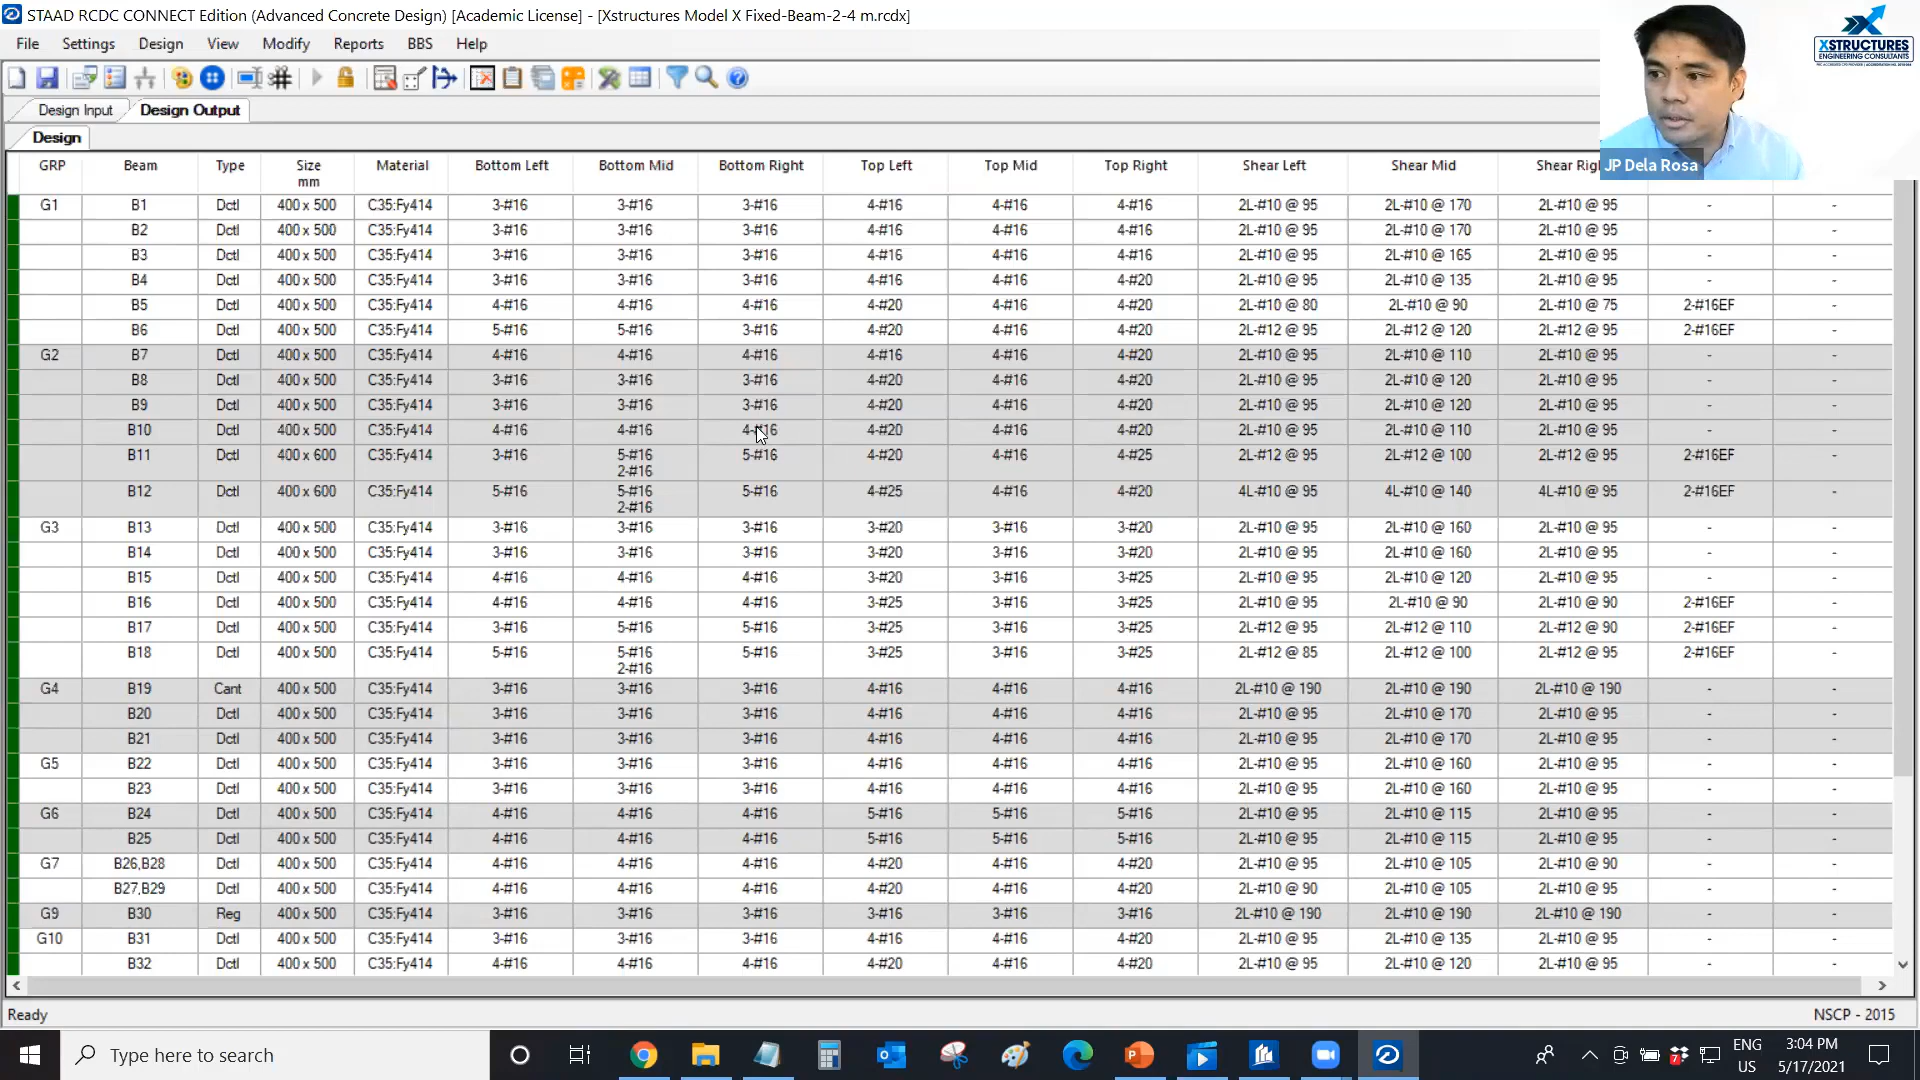 STAAD RCDC CONNECT Edition (Advanced Concrete Design) [Academic License] - [Xstructures Model X Fixed-Beam-2-4 m.rcdx]
XSTRUCTURES
ENGINEERING CONSULTANTS
File Settings Design View Modify Reports BBS Help
Design Input Design Output
Design
JP Dela Rosa
GRP Beam Type Size mm Material Bottom Left Bottom Mid Bottom Right Top Left Top Mid Top Right Shear Left Shear Mid Shear Righ
G1 B1 Dctl 400 x 500 C35:Fy414 3-#16 3-#16 3-#16 4-#16 4-#16 4-#16 2L-#10 @ 95 2L-#10 @ 170 2L-#10 @ 95 - -
B2 Dctl 400 x 500 C35:Fy414 3-#16 3-#16 3-#16 4-#16 4-#16 4-#16 2L-#10 @ 95 2L-#10 @ 170 2L-#10 @ 95 - -
B3 Dctl 400 x 500 C35:Fy414 3-#16 3-#16 3-#16 4-#16 4-#16 4-#16 2L-#10 @ 95 2L-#10 @ 165 2L-#10 @ 95 - -
B4 Dctl 400 x 500 C35:Fy414 3-#16 3-#16 3-#16 4-#16 4-#16 4-#20 2L-#10 @ 95 2L-#10 @ 135 2L-#10 @ 95 - -
B5 Dctl 400 x 500 C35:Fy414 4-#16 4-#16 4-#16 4-#20 4-#16 4-#20 2L-#10 @ 80 2L-#10 @ 90 2L-#10 @ 75 2-#16EF -
B6 Dctl 400 x 500 C35:Fy414 5-#16 5-#16 3-#16 4-#20 4-#16 4-#20 2L-#12 @ 95 2L-#12 @ 120 2L-#12 @ 95 2-#16EF -
G2 B7 Dctl 400 x 500 C35:Fy414 4-#16 4-#16 4-#16 4-#16 4-#16 4-#20 2L-#10 @ 95 2L-#10 @ 110 2L-#10 @ 95 - -
B8 Dctl 400 x 500 C35:Fy414 3-#16 3-#16 3-#16 4-#20 4-#16 4-#20 2L-#10 @ 95 2L-#10 @ 120 2L-#10 @ 95 - -
B9 Dctl 400 x 500 C35:Fy414 3-#16 3-#16 3-#16 4-#20 4-#16 4-#20 2L-#10 @ 95 2L-#10 @ 120 2L-#10 @ 95 - -
B10 Dctl 400 x 500 C35:Fy414 4-#16 4-#16 4-#16 4-#20 4-#16 4-#20 2L-#10 @ 95 2L-#10 @ 110 2L-#10 @ 95 - -
B11 Dctl 400 x 600 C35:Fy414 3-#16 5-#16 5-#16 4-#20 4-#16 4-#25 2L-#12 @ 95 2L-#12 @ 100 2L-#12 @ 95 2-#16EF -
2-#16
B12 Dctl 400 x 600 C35:Fy414 5-#16 5-#16 5-#16 4-#25 4-#16 4-#20 4L-#10 @ 95 4L-#10 @ 140 4L-#10 @ 95 2-#16EF -
2-#16
G3 B13 Dctl 400 x 500 C35:Fy414 3-#16 3-#16 3-#16 3-#20 3-#16 3-#20 2L-#10 @ 95 2L-#10 @ 160 2L-#10 @ 95 - -
B14 Dctl 400 x 500 C35:Fy414 3-#16 3-#16 3-#16 3-#20 3-#16 3-#20 2L-#10 @ 95 2L-#10 @ 160 2L-#10 @ 95 - -
B15 Dctl 400 x 500 C35:Fy414 4-#16 4-#16 4-#16 3-#20 3-#16 3-#25 2L-#10 @ 95 2L-#10 @ 120 2L-#10 @ 95 - -
B16 Dctl 400 x 500 C35:Fy414 4-#16 4-#16 4-#16 3-#25 3-#16 3-#25 2L-#10 @ 95 2L-#10 @ 90 2L-#10 @ 90 2-#16EF -
B17 Dctl 400 x 500 C35:Fy414 3-#16 5-#16 5-#16 3-#25 3-#16 3-#25 2L-#12 @ 95 2L-#12 @ 110 2L-#12 @ 90 2-#16EF -
B18 Dctl 400 x 500 C35:Fy414 5-#16 5-#16 5-#16 3-#25 3-#16 3-#25 2L-#12 @ 85 2L-#12 @ 100 2L-#12 @ 95 2-#16EF -
2-#16
G4 B19 Cant 400 x 500 C35:Fy414 3-#16 3-#16 3-#16 4-#16 4-#16 4-#16 2L-#10 @ 190 2L-#10 @ 190 2L-#10 @ 190 - -
B20 Dctl 400 x 500 C35:Fy414 3-#16 3-#16 3-#16 4-#16 4-#16 4-#16 2L-#10 @ 95 2L-#10 @ 170 2L-#10 @ 95 - -
B21 Dctl 400 x 500 C35:Fy414 3-#16 3-#16 3-#16 4-#16 4-#16 4-#16 2L-#10 @ 95 2L-#10 @ 170 2L-#10 @ 95 - -
G5 B22 Dctl 400 x 500 C35:Fy414 3-#16 3-#16 3-#16 4-#16 4-#16 4-#16 2L-#10 @ 95 2L-#10 @ 160 2L-#10 @ 95 - -
B23 Dctl 400 x 500 C35:Fy414 3-#16 3-#16 3-#16 4-#16 4-#16 4-#16 2L-#10 @ 95 2L-#10 @ 160 2L-#10 @ 95 - -
G6 B24 Dctl 400 x 500 C35:Fy414 4-#16 4-#16 4-#16 5-#16 5-#16 5-#16 2L-#10 @ 95 2L-#10 @ 115 2L-#10 @ 95 - -
B25 Dctl 400 x 500 C35:Fy414 4-#16 4-#16 4-#16 5-#16 5-#16 5-#16 2L-#10 @ 95 2L-#10 @ 115 2L-#10 @ 95 - -
G7 B26,B28 Dctl 400 x 500 C35:Fy414 4-#16 4-#16 4-#16 4-#20 4-#16 4-#20 2L-#10 @ 95 2L-#10 @ 105 2L-#10 @ 90 - -
B27,B29 Dctl 400 x 500 C35:Fy414 4-#16 4-#16 4-#16 4-#20 4-#16 4-#20 2L-#10 @ 90 2L-#10 @ 105 2L-#10 @ 95 - -
G9 B30 Reg 400 x 500 C35:Fy414 3-#16 3-#16 3-#16 3-#16 3-#16 3-#16 2L-#10 @ 190 2L-#10 @ 190 2L-#10 @ 190 - -
G10 B31 Dctl 400 x 500 C35:Fy414 3-#16 3-#16 3-#16 4-#16 4-#16 4-#20 2L-#10 @ 95 2L-#10 @ 135 2L-#10 @ 95 - -
B32 Dctl 400 x 500 C35:Fy414 4-#16 4-#16 4-#16 4-#20 4-#16 4-#20 2L-#10 @ 95 2L-#10 @ 120 2L-#10 @ 95 - -
Ready NSCP - 2015
Type here to search
ENG
US
3:04 PM
5/17/2021